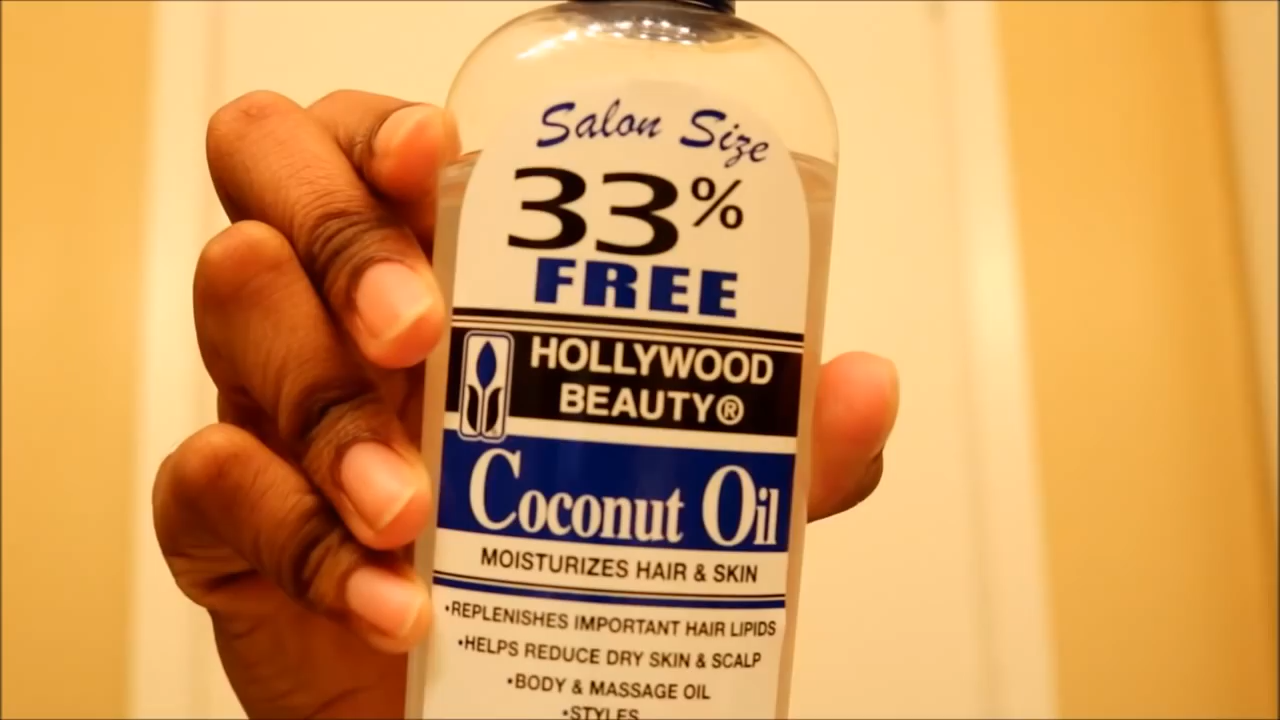 Salon Size
33%
FREE
HOLLYWOOD
BEAUTY®
Coconut Oil
MOISTURIZES HAIR & SKIN
•REPLENISHES IMPORTANT HAIR LIPIDS
•HELPS REDUCE DRY SKIN & SCALP
•BODY & MASSAGE OIL
•STYLES